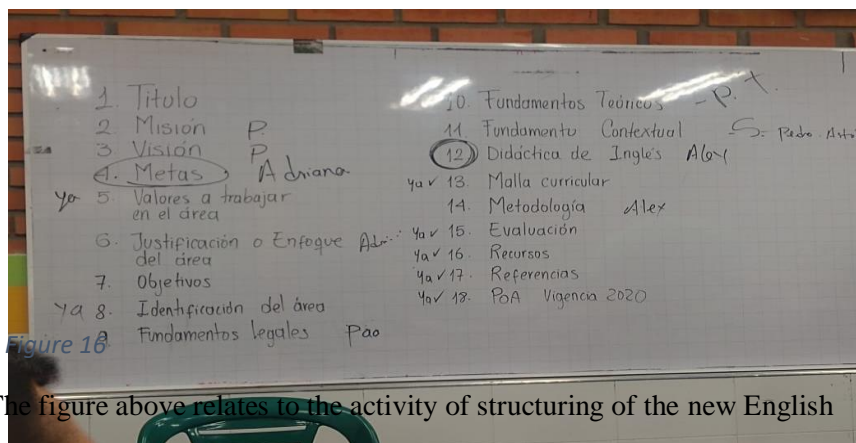 1. Titulo
2 Misión P.
3 Visión P
4. Metas Adriana
ya 5. Valores a trabajar
en el área
6. Justificación o Enfoque Adri
del área
7. Objetivos
ya 8. Identificación del área
9. Fundamentos legales Pao
10. Fundamentos Teóricos - P.
11. Fundamento Contextual - S. Pedro
12 Didáctica de Inglés Alex
ya ✓ 13. Malla curricular
14. Metodología Alex
ya ✓ 15. Evaluación
ya ✓ 16. Recursos
ya ✓ 17. Referencias
ya ✓ 18. POA Vigencia 2020
Figure 16
The figure above relates to the activity of structuring of the new English